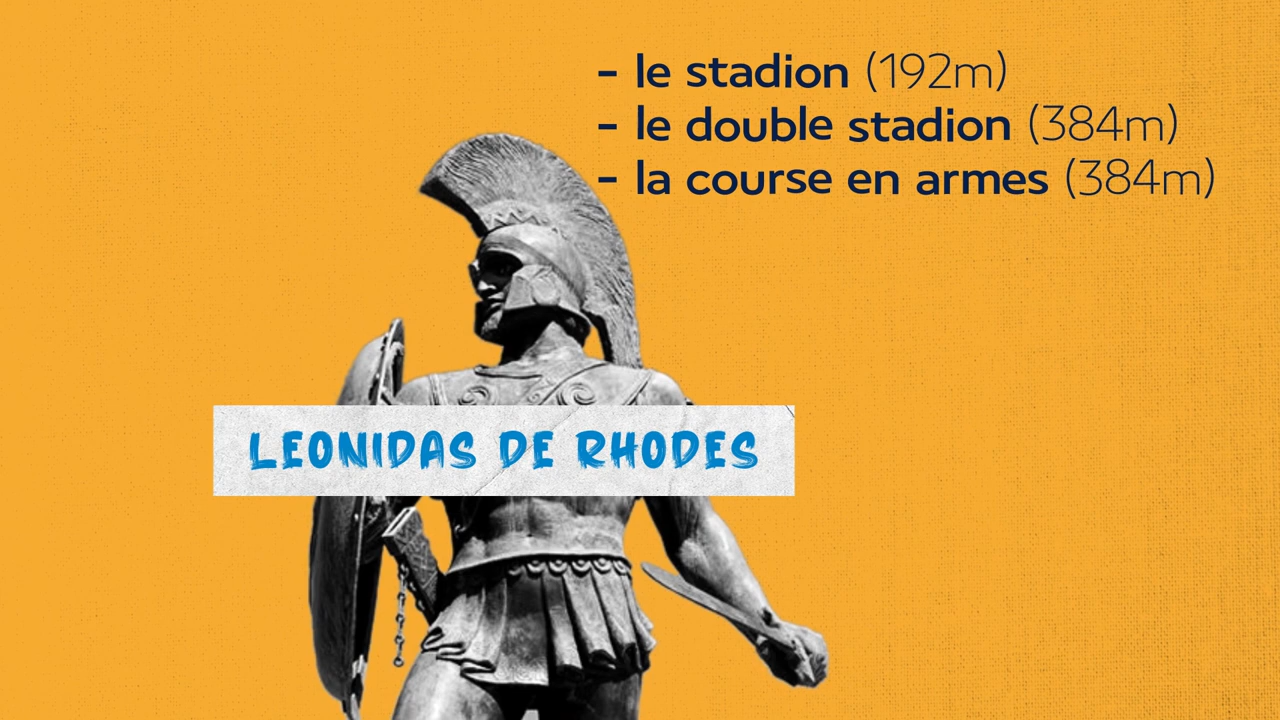 - le stadion (192m)
- le double stadion (384m)
- la course en armes (384m)
LEONIDAS DE RHODES